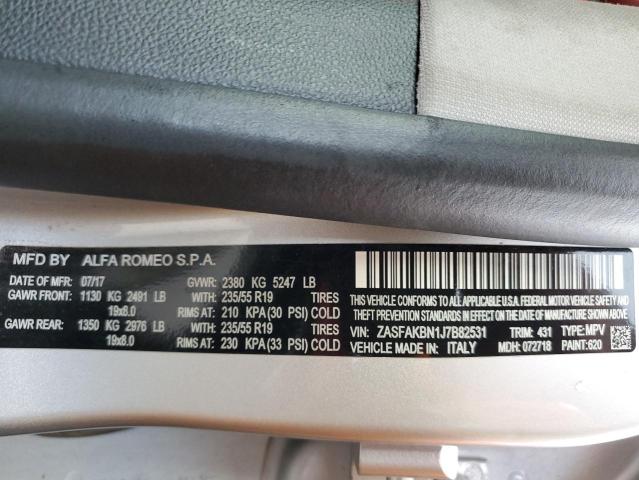 MFD BY ALFA ROMEO S.P.A.
DATE OF MFR: 07/17 GVWR: 2380 KG 5247 LB
GAWR FRONT: 1130 KG 2491 LB WITH: 235/55 R19 TIRES
19x8.0 RIMS AT: 210 KPA(30 PSI) COLD
GAWR REAR: 1350 KG 2976 LB WITH: 235/55 R19 TIRES
19x8.0 RIMS AT: 230 KPA(33 PSI) COLD
THIS VEHICLE CONFORMS TO ALL APPLICABLE U.S.A. FEDERAL MOTOR VEHICLE SAFETY, BUMPER, AND
THEFT PREVENTION STANDARDS IN EFFECT ON THE DATE OF MANUFACTURE SHOWN ABOVE.
VIN: ZASFAKBN1J7B82531 TRIM: 431 TYPE: MPV
VEHICLE MADE IN: ITALY MDH: 072718 PAINT: 620